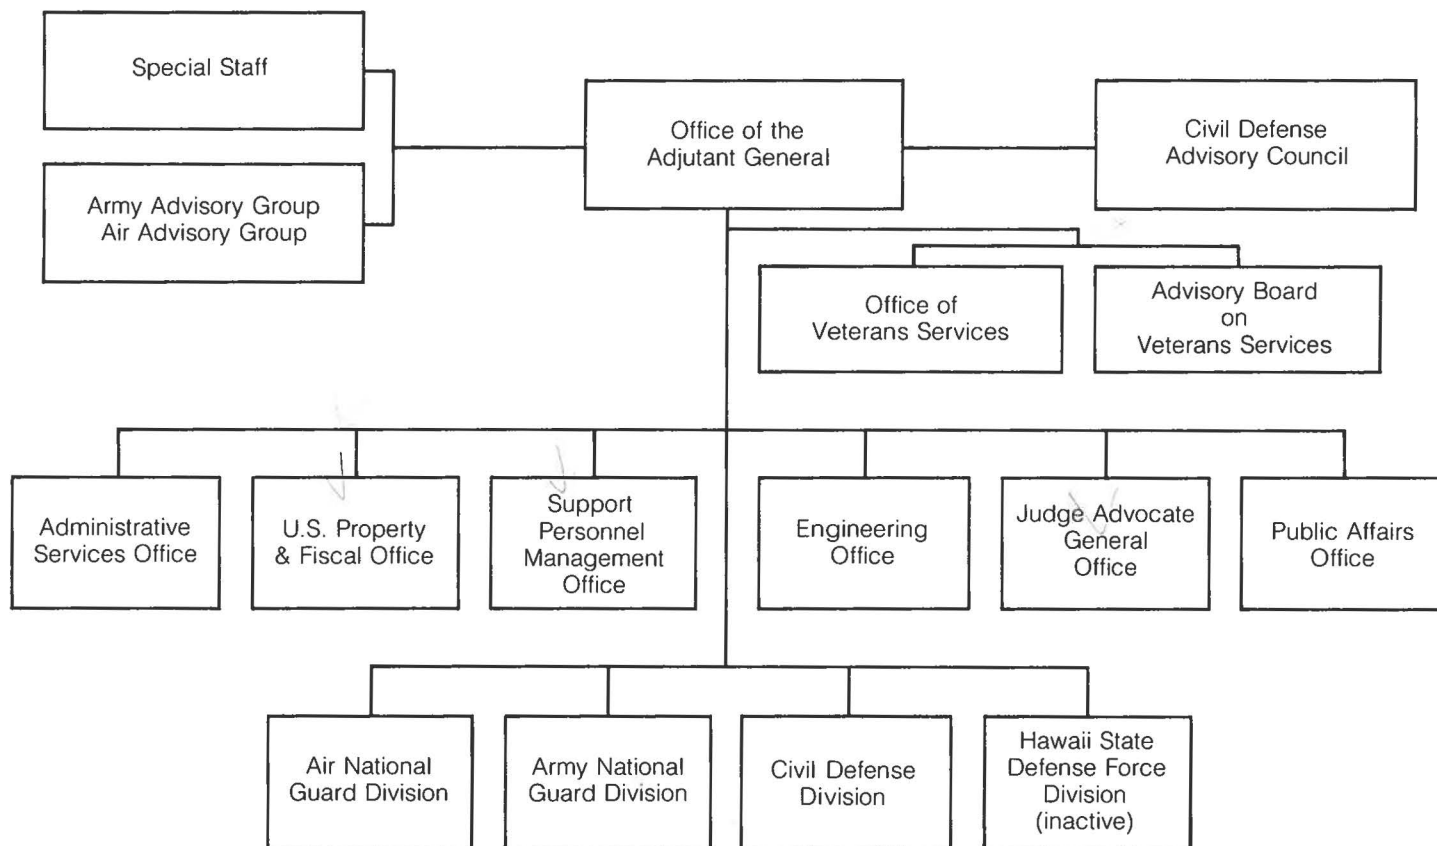 Special Staff
Office of the
Adjutant General
Civil Defense
Advisory Council
Army Advisory Group
Air Advisory Group
Office of
Veterans Services
Advisory Board
on
Veterans Services
Administrative
Services Office
U.S. Property
& Fiscal Office
Support
Personnel
Management
Office
Engineering
Office
Judge Advocate
General
Office
Public Affairs
Office
Air National
Guard Division
Army National
Guard Division
Civil Defense
Division
Hawaii State
Defense Force
Division
(inactive)